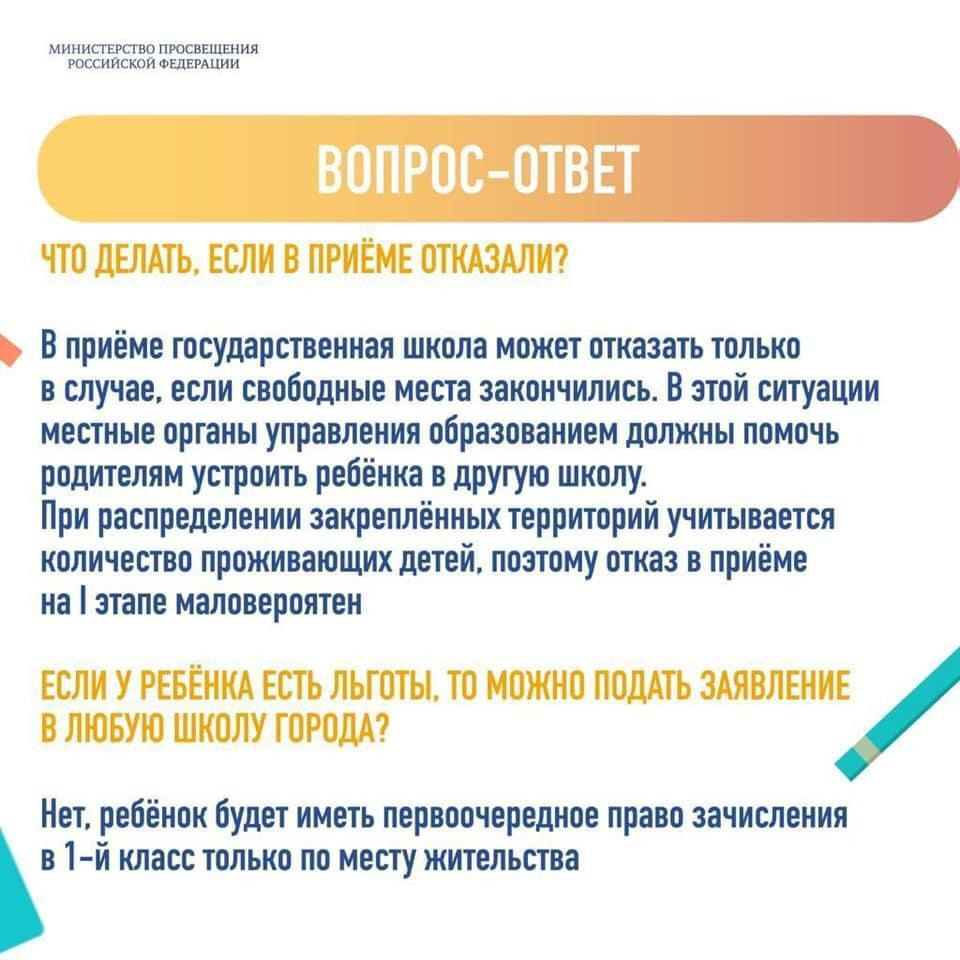 МИНИСТЕРСТВО ПРОСВЕЩЕНИЯ
РОССИЙСКОЙ ФЕДЕРАЦИИ
ВОПРОС-ОТВЕТ
ЧТО ДЕЛАТЬ, ЕСЛИ В ПРИЁМЕ ОТКАЗАЛИ?
В приёме государственная школа может отказать только
в случае, если свободные места закончились. В этой ситуации
местные органы управления образованием должны помочь
родителям устроить ребёнка в другую школу.
При распределении закреплённых территорий учитывается
количество проживающих детей, поэтому отказ в приёме
на I этапе маловероятен
ЕСЛИ У РЕБЁНКА ЕСТЬ ЛЬГОТЫ, ТО МОЖНО ПОДАТЬ ЗАЯВЛЕНИЕ
В ЛЮБУЮ ШКОЛУ ГОРОДА?
Нет, ребёнок будет иметь первоочередное право зачисления
в 1-й класс только по месту жительства